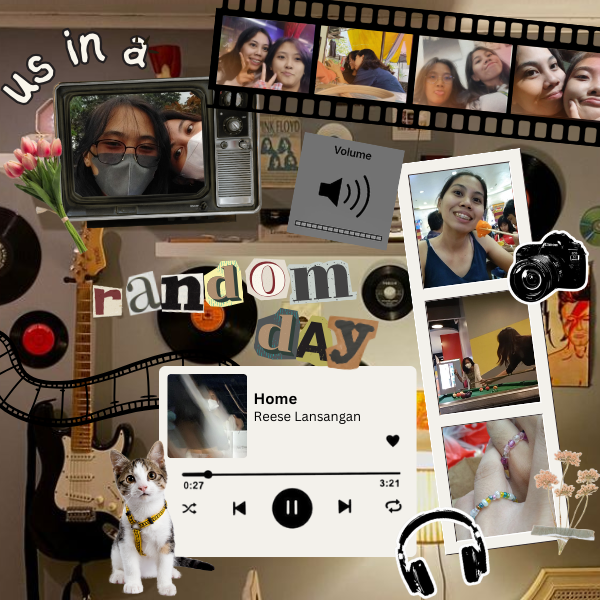 us in a
PINK FLOYD
Volume
random
day
Home
Reese Lansangan
0:27
3:21